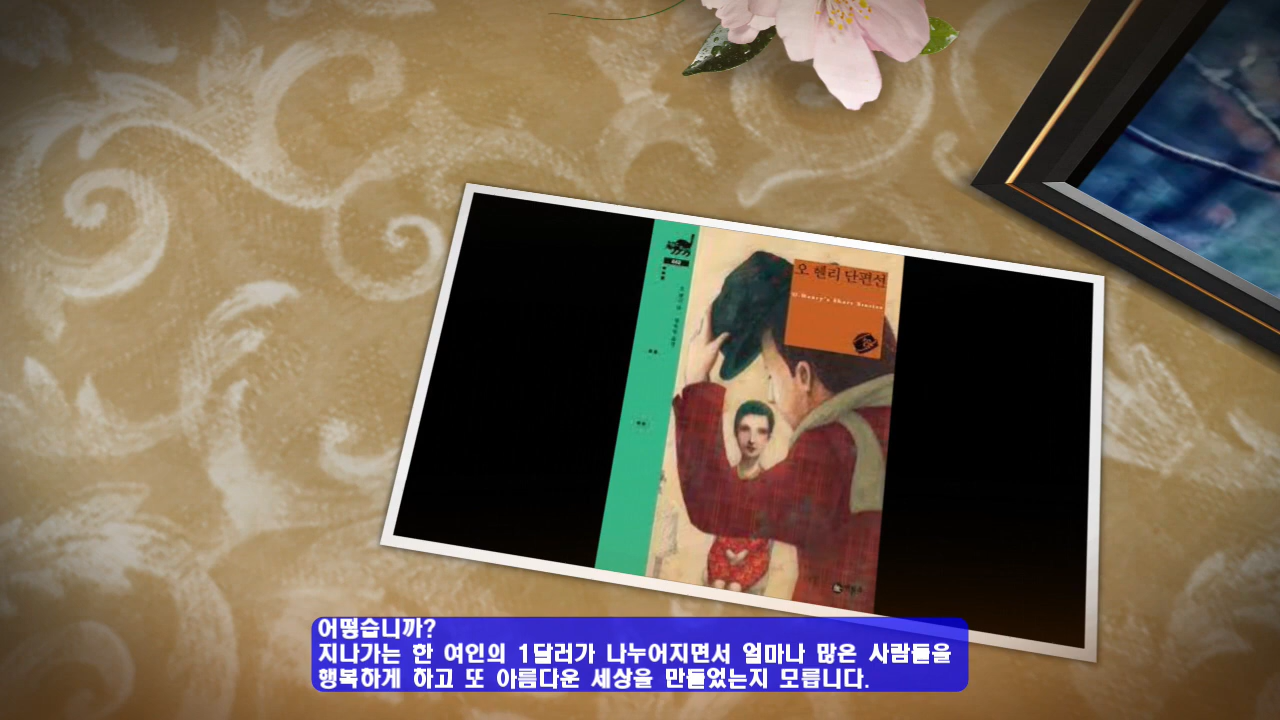 오 헨리 단편선
O. Henry's Short Stories
어떻습니까?
지나가는 한 여인의 1달러가 나누어지면서 얼마나 많은 사람들을
행복하게 하고 또 아름다운 세상을 만들었는지 모릅니다.